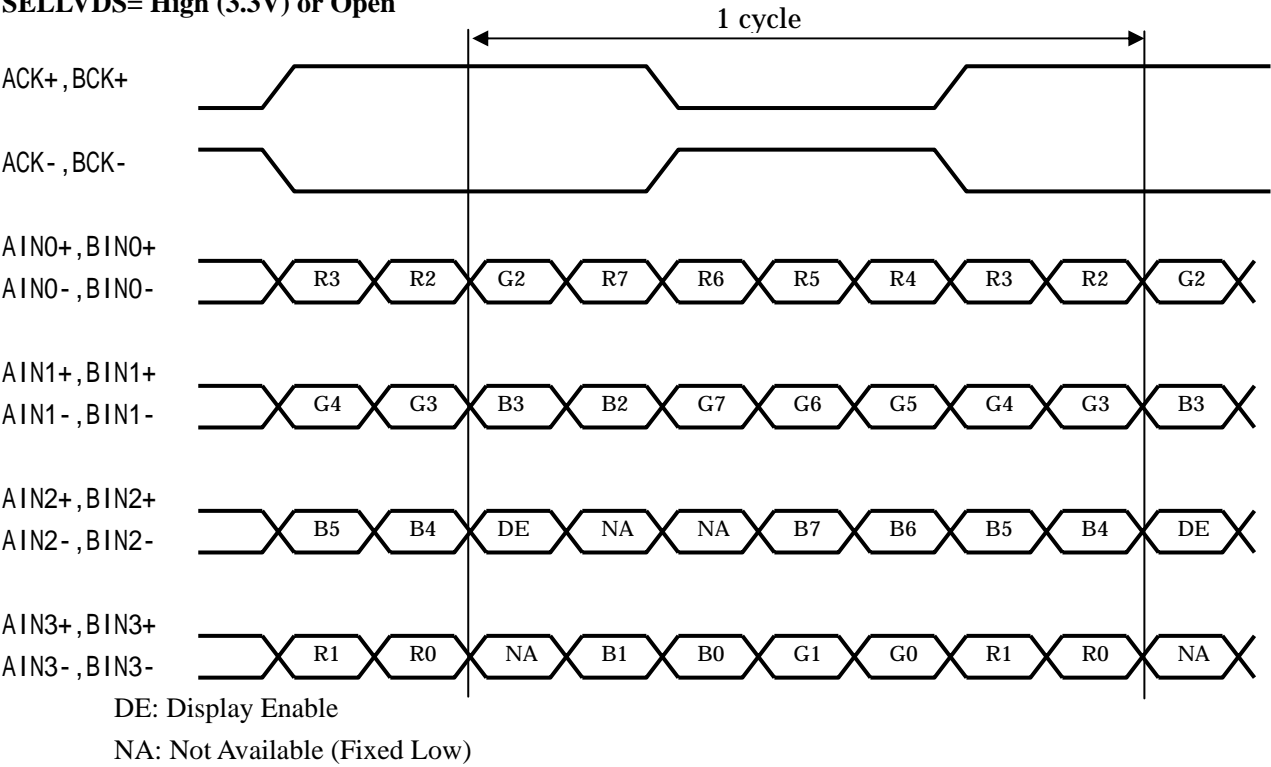 SELLVDS= High (3.3V) or Open
1 cycle
ACK+,BCK+
ACK-,BCK-
AIN0+,BIN0+
AIN0-,BIN0-
R3 R2 G2 R7 R6 R5 R4 R3 R2 G2
AIN1+,BIN1+
AIN1-,BIN1-
G4 G3 B3 B2 G7 G6 G5 G4 G3 B3
AIN2+,BIN2+
AIN2-,BIN2-
B5 B4 DE NA NA B7 B6 B5 B4 DE
AIN3+,BIN3+
AIN3-,BIN3-
R1 R0 NA B1 B0 G1 G0 R1 R0 NA
DE: Display Enable
NA: Not Available (Fixed Low)